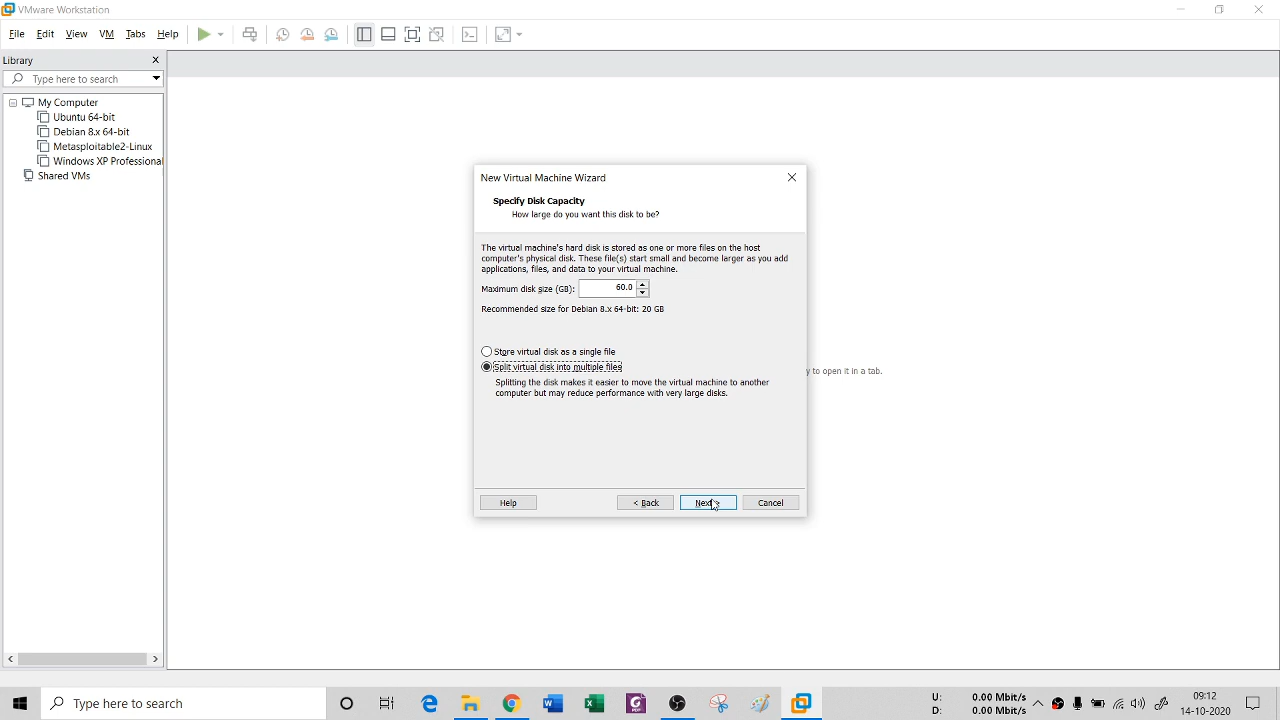 VMware Workstation
File Edit View VM Tabs Help
Library
Type here to search
My Computer
Ubuntu 64-bit
Debian 8.x 64-bit
Metasploitable2-Linux
Windows XP Professional
Shared VMs
New Virtual Machine Wizard
Specify Disk Capacity
How large do you want this disk to be?
The virtual machine's hard disk is stored as one or more files on the host
computer's physical disk. These file(s) start small and become larger as you add
applications, files, and data to your virtual machine.
Maximum disk size (GB): 60.0
Recommended size for Debian 8.x 64-bit: 20 GB
Store virtual disk as a single file
Split virtual disk into multiple files
Splitting the disk makes it easier to move the virtual machine to another
computer but may reduce performance with very large disks.
y to open it in a tab.
Help < Back Next > Cancel
Type here to search
U: 0.00 Mbit/s
D: 0.00 Mbit/s
09:12
14-10-2020